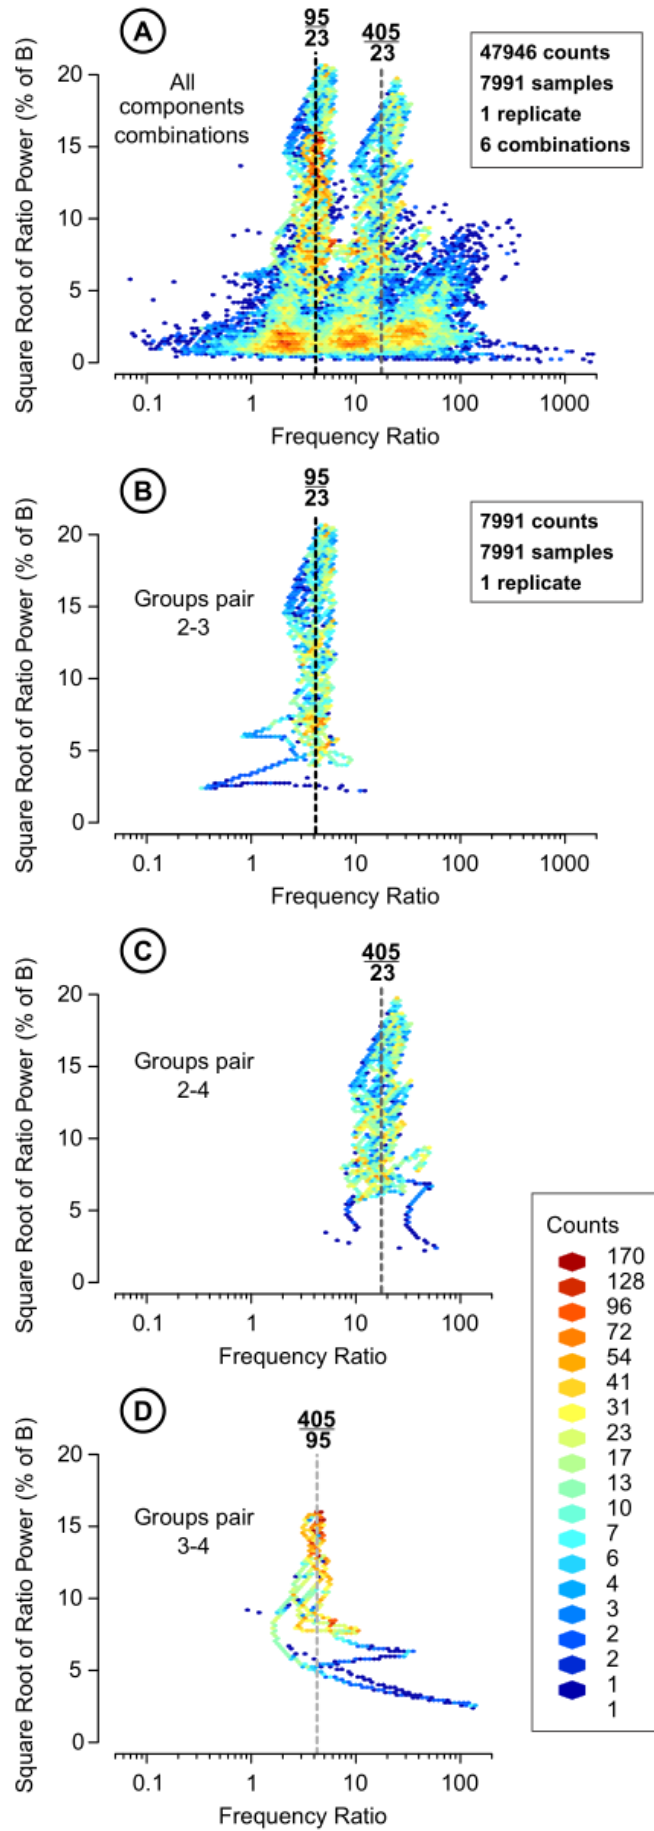 A
95
23
405
23
47946 counts
7991 samples
1 replicate
6 combinations
All
components
combinations
Square Root of Ratio Power (% of B)
20
15
10
5
0
0.1 1 10 100 1000
Frequency Ratio
B
95
23
7991 counts
7991 samples
1 replicate
Groups pair
2-3
Square Root of Ratio Power (% of B)
20
15
10
5
0
0.1 1 10 100 1000
Frequency Ratio
C
405
23
Groups pair
2-4
Square Root of Ratio Power (% of B)
20
15
10
5
0
0.1 1 10 100
Frequency Ratio
D
405
95
Groups pair
3-4
Square Root of Ratio Power (% of B)
20
15
10
5
0
0.1 1 10 100
Frequency Ratio
Counts
170
128
96
72
54
41
31
23
17
13
10
7
6
4
3
2
2
1
1